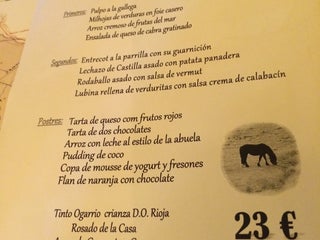 Primeros: Pulpo a la gallega
Milhojas de verduras en foie casero
Arroz cremoso de frutas del mar
Ensalada de queso de cabra gratinado
Segundos: Entrecot a la parrilla con su guarnición
Lechazo de Castilla asado con patata panadera
Rodaballo asado con salsa de vermut
Lubina rellena de verduritas con salsa crema de calabacín
Postres: Tarta de queso com frutos rojos
Tarta de dos chocolates
Arroz con leche al estilo de la abuela
Pudding de coco
Copa de mousse de yogurt y fresones
Flan de naranja con chocolate
Tinto Ogarrio crianza D.O. Rioja
Rosado de la Casa
23 €